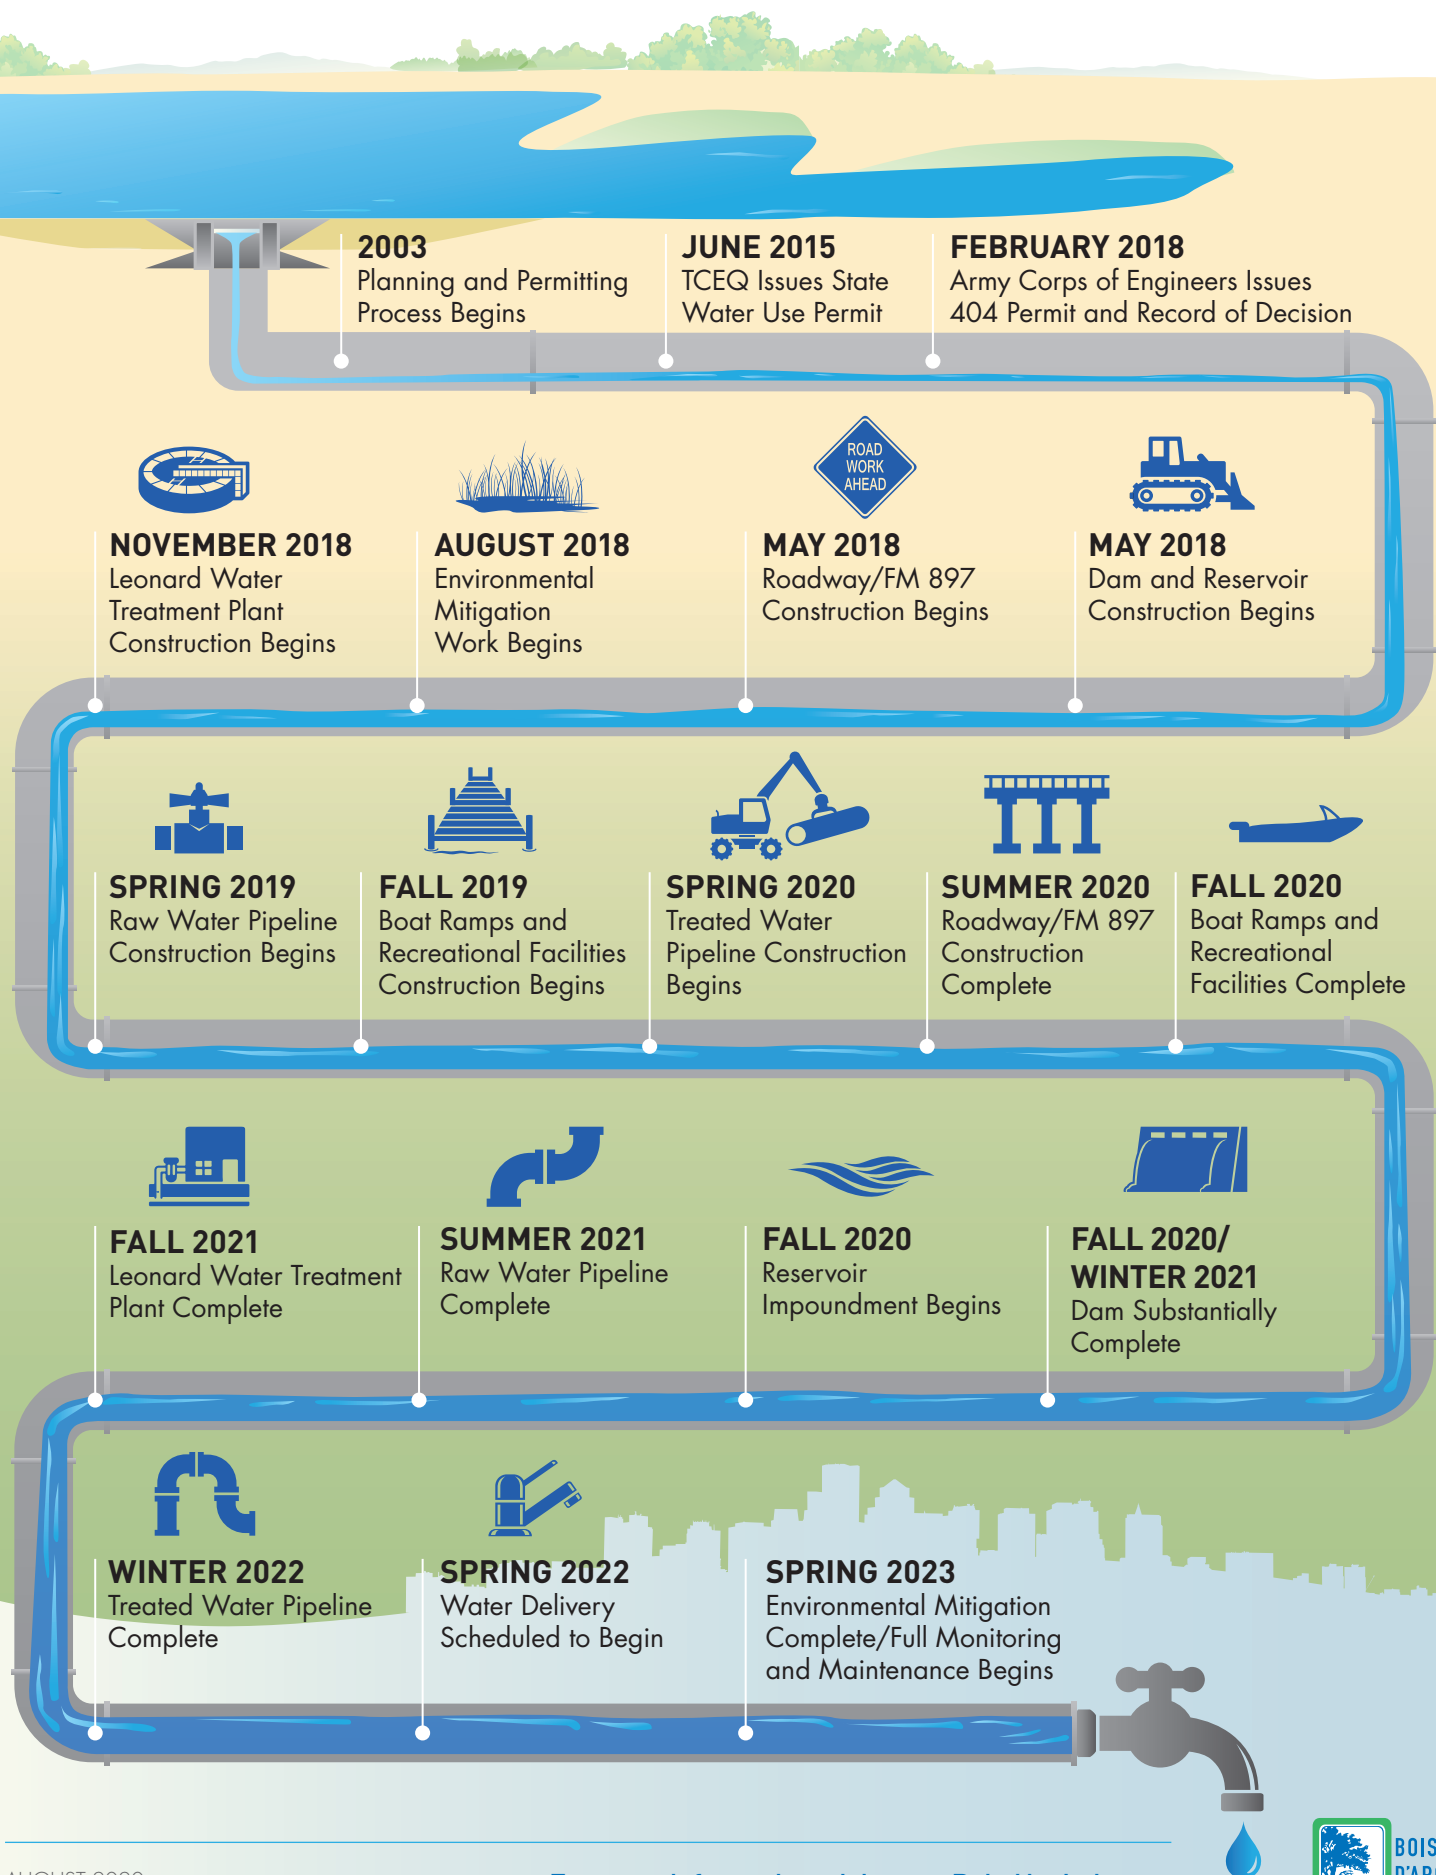 2003
Planning and Permitting
Process Begins
JUNE 2015
TCEQ Issues State
Water Use Permit
FEBRUARY 2018
Army Corps of Engineers Issues
404 Permit and Record of Decision
ROAD
WORK
AHEAD
NOVEMBER 2018
Leonard Water
Treatment Plant
Construction Begins
AUGUST 2018
Environmental
Mitigation
Work Begins
MAY 2018
Roadway/FM 897
Construction Begins
MAY 2018
Dam and Reservoir
Construction Begins
SPRING 2019
Raw Water Pipeline
Construction Begins
FALL 2019
Boat Ramps and
Recreational Facilities
Construction Begins
SPRING 2020
Treated Water
Pipeline Construction
Begins
SUMMER 2020
Roadway/FM 897
Construction
Complete
FALL 2020
Boat Ramps and
Recreational
Facilities Complete
FALL 2021
Leonard Water Treatment
Plant Complete
SUMMER 2021
Raw Water Pipeline
Complete
FALL 2020
Reservoir
Impoundment Begins
FALL 2020/
WINTER 2021
Dam Substantially
Complete
WINTER 2022
Treated Water Pipeline
Complete
SPRING 2022
Water Delivery
Scheduled to Begin
SPRING 2023
Environmental Mitigation
Complete/Full Monitoring
and Maintenance Begins
BOIS